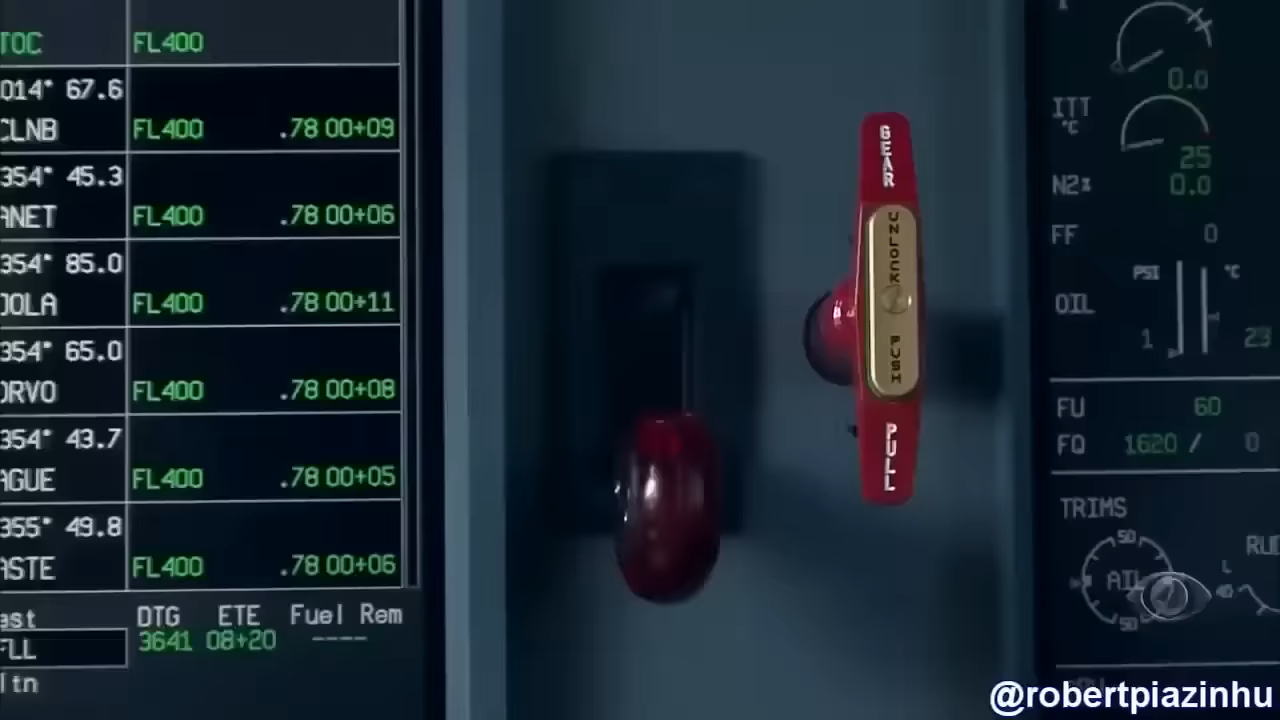 TOC FL400
014° 67.6
CLNB FL400 .78 00+09
354° 45.3
ANET FL400 .78 00+06
354° 85.0
OOLA FL400 .78 00+11
354° 65.0
ORVO FL400 .78 00+08
354° 43.7
AGUE FL400 .78 00+05
355° 49.8
ASTE FL400 .78 00+06
ast DTG ETE Fuel Rem
FLL 3641 08+20 ----
ltn
GEAR
UNLOCK
PUSH
PULL
0.0
ITT
°C
25
N2% 0.0
FF 0
PSI °C
OIL
1 23
FU 60
FQ 1620 / 0
TRIMS
50
AIL
50
RUD
L
@robertpiazinhu